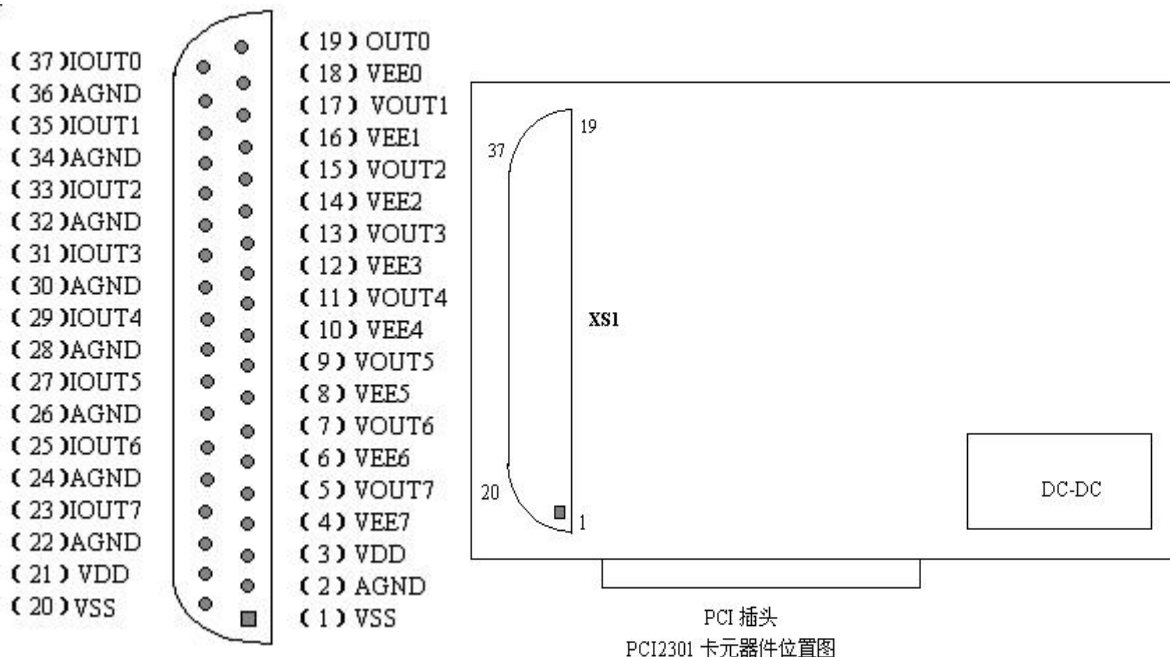 ( 37 )IOUT0
( 36 )AGND
( 35 )IOUT1
( 34 )AGND
( 33 )IOUT2
( 32 )AGND
( 31 )IOUT3
( 30 )AGND
( 29 )IOUT4
( 28 )AGND
( 27 )IOUT5
( 26 )AGND
( 25 )IOUT6
( 24 )AGND
( 23 )IOUT7
( 22 )AGND
( 21 ) VDD
( 20 ) VSS
( 19 ) OUT0
( 18 ) VEE0
( 17 ) VOUT1
( 16 ) VEE1
( 15 ) VOUT2
( 14 ) VEE2
( 13 ) VOUT3
( 12 ) VEE3
( 11 ) VOUT4
( 10 ) VEE4
( 9 ) VOUT5
( 8 ) VEE5
( 7 ) VOUT6
( 6 ) VEE6
( 5 ) VOUT7
( 4 ) VEE7
( 3 ) VDD
( 2 ) AGND
( 1 ) VSS
19
37
XS1
20
1
DC-DC
PCI 插头
PCI2301 卡元器件位置图